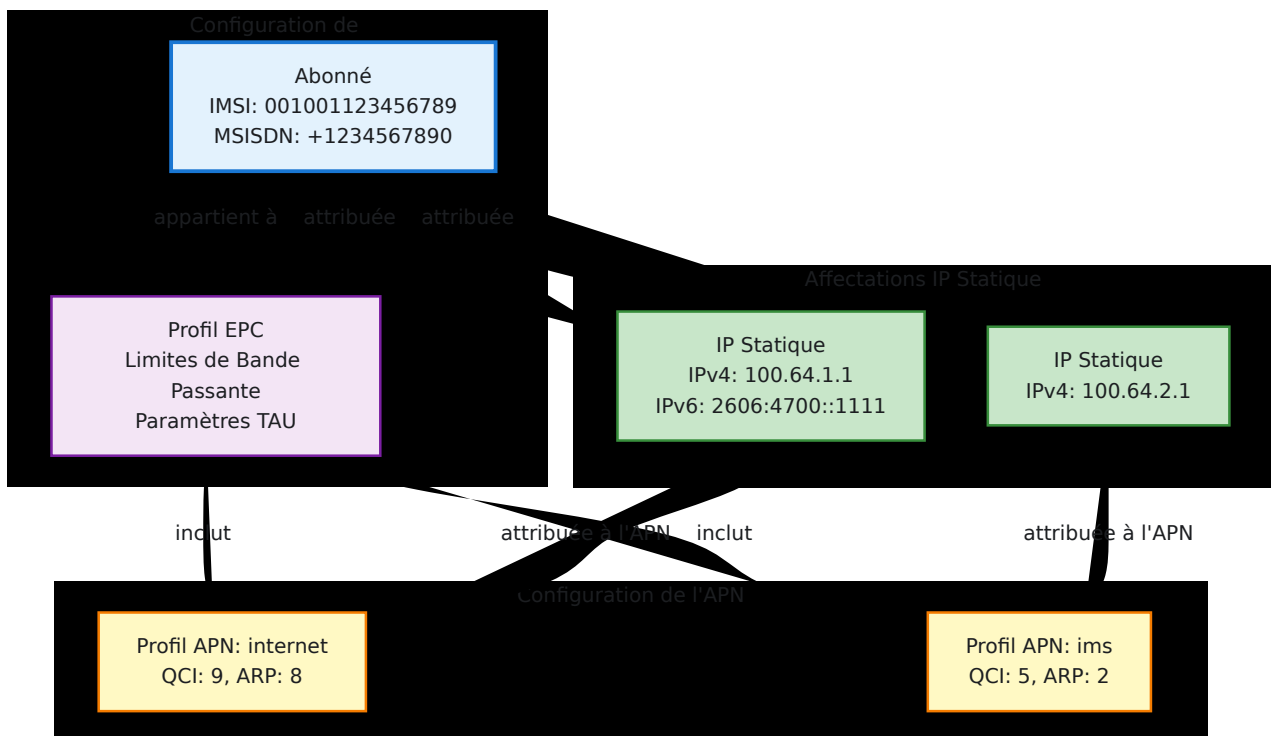 Configuration de
Abonné
IMSI: 001001123456789
MSISDN: +1234567890
appartient à
attribuée
attribuée
Affectations IP Statique
Profil EPC
Limites de Bande
Passante
Paramètres TAU
IP Statique
IPv4: 100.64.1.1
IPv6: 2606:4700::1111
IP Statique
IPv4: 100.64.2.1
inclut
attribuée à l'APN
inclut
attribuée à l'APN
Configuration de l'APN
Profil APN: internet
QCI: 9, ARP: 8
Profil APN: ims
QCI: 5, ARP: 2